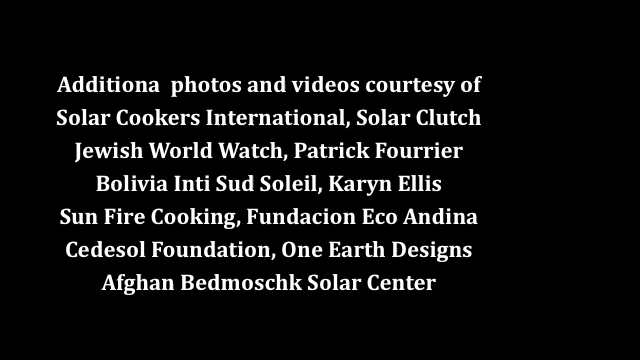 Additiona  photos and videos courtesy of
Solar Cookers International, Solar Clutch
Jewish World Watch, Patrick Fourrier
Bolivia Inti Sud Soleil, Karyn Ellis
Sun Fire Cooking, Fundacion Eco Andina
Cedesol Foundation, One Earth Designs
Afghan Bedmoschk Solar Center